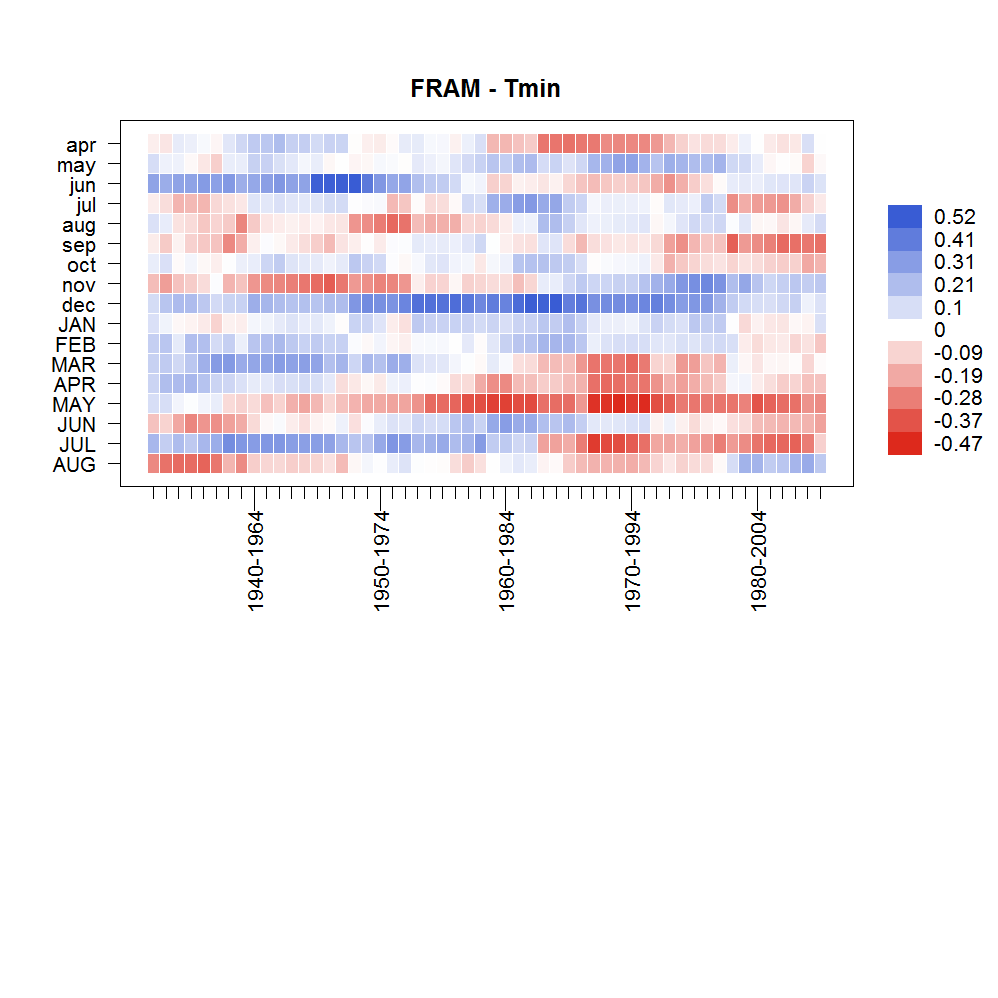 FRAM - Tmin
apr
may
jun
jul
aug
sep
oct
nov
dec
JAN
FEB
MAR
APR
MAY
JUN
JUL
AUG
1940-1964
1950-1974
1960-1984
1970-1994
1980-2004
0.52
0.41
0.31
0.21
0.1
0
-0.09
-0.19
-0.28
-0.37
-0.47